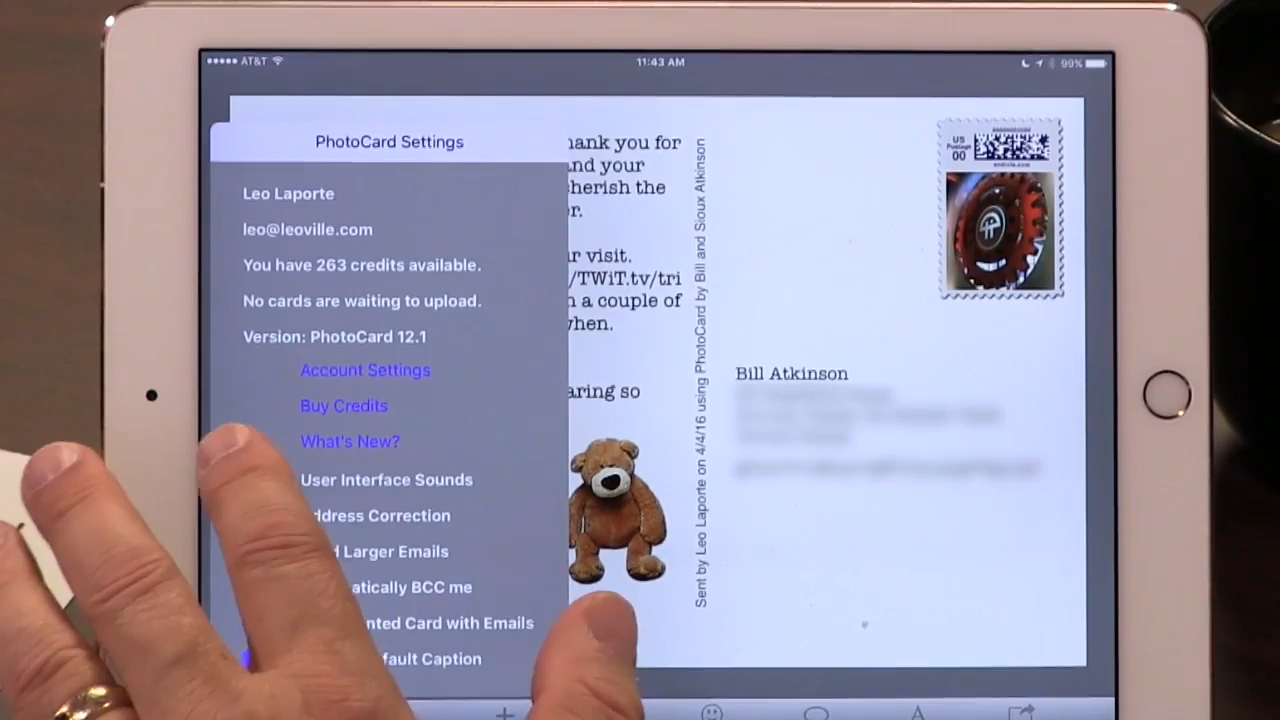 AT&T
11:43 AM
99%
PhotoCard Settings
Leo Laporte
leo@leoville.com
You have 263 credits available.
No cards are waiting to upload.
Version: PhotoCard 12.1
Account Settings
Buy Credits
What's New?
User Interface Sounds
ddress Correction
d Larger Emails
atically BCC me
nted Card with Emails
fault Caption
hank you for
nd your
cherish the
r.
r visit.
/TWiT.tv/tri
n a couple of
when.
aring so
Sent by Leo Laporte on 4/4/16 using PhotoCard by Bill and Sioux Atkinson
US
Postage
00
Bill Atkinson